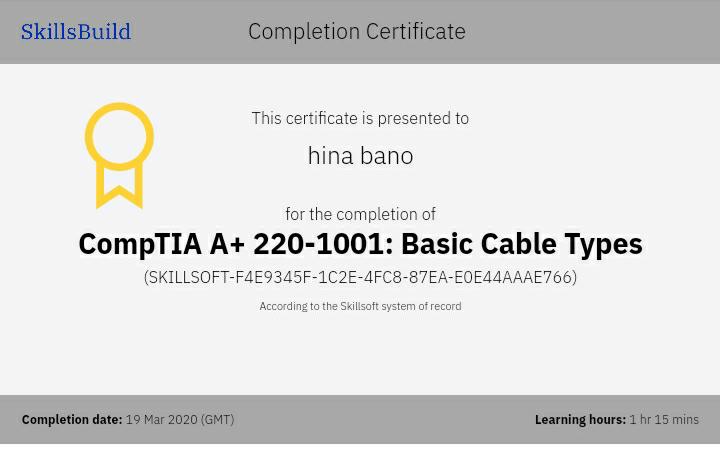 SkillsBuild
Completion Certificate
This certificate is presented to
hina bano
for the completion of
CompTIA A+ 220-1001: Basic Cable Types
(SKILLSOFT-F4E9345F-1C2E-4FC8-87EA-E0E44AAAE766)
According to the Skillsoft system of record
Completion date: 19 Mar 2020 (GMT)
Learning hours: 1 hr 15 mins